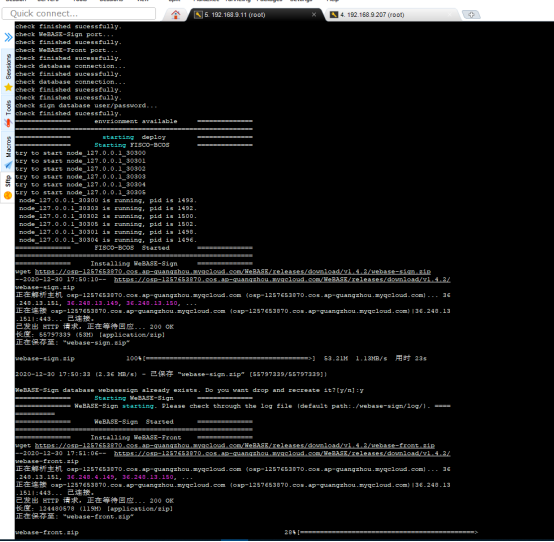 Quick connect...
5. 192.168.9.11 (root)
4. 192.168.9.207 (root)
Sessions
Tools
Macros
Sftp
check finished sucessfully.
check WeBASE-Sign port...
check finished sucessfully.
check WeBASE-Front port...
check finished sucessfully.
check database connection...
check finished sucessfully.
check database connection...
check finished sucessfully.
check sign database user/password...
check finished sucessfully.
============== envrionment available ==============
============== starting deploy ==============
============== Starting FISCO-BCOS ==============
try to start node_127.0.0.1_30300
try to start node_127.0.0.1_30301
try to start node_127.0.0.1_30302
try to start node_127.0.0.1_30303
try to start node_127.0.0.1_30304
try to start node_127.0.0.1_30305
node_127.0.0.1_30300 is running, pid is 1493.
node_127.0.0.1_30303 is running, pid is 1492.
node_127.0.0.1_30302 is running, pid is 1500.
node_127.0.0.1_30305 is running, pid is 1502.
node_127.0.0.1_30301 is running, pid is 1498.
node_127.0.0.1_30304 is running, pid is 1496.
============== FISCO-BCOS Started ==============
============== Installing WeBASE-Sign ==============
wget https://osp-1257653870.cos.ap-guangzhou.myqcloud.com/WeBASE/releases/download/v1.4.2/webase-sign.zip
--2020-12-30 17:50:10-- https://osp-1257653870.cos.ap-guangzhou.myqcloud.com/WeBASE/releases/download/v1.4.2/
webase-sign.zip
正在解析主机 osp-1257653870.cos.ap-guangzhou.myqcloud.com (osp-1257653870.cos.ap-guangzhou.myqcloud.com)... 36
.248.13.151, 36.248.13.149, 36.248.13.150, ...
正在连接 osp-1257653870.cos.ap-guangzhou.myqcloud.com (osp-1257653870.cos.ap-guangzhou.myqcloud.com)|36.248.13
.151|:443... 已连接。
已发出 HTTP 请求，正在等待回应... 200 OK
长度：55797339 (53M) [application/zip]
正在保存至: “webase-sign.zip”
webase-sign.zip 100%[==========================================>] 53.21M 1.13MB/s 用时 23s
2020-12-30 17:50:33 (2.36 MB/s) - 已保存 “webase-sign.zip” [55797339/55797339])
WeBASE-Sign database webasesign already exists. Do you want drop and recreate it?[y/n]:y
============== Starting WeBASE-Sign ==============
============== WeBASE-Sign starting. Please check through the log file (default path:./webase-sign/log/). ====
==========
============== WeBASE-Sign Started ==============
============== Installing WeBASE-Front ==============
wget https://osp-1257653870.cos.ap-guangzhou.myqcloud.com/WeBASE/releases/download/v1.4.2/webase-front.zip
--2020-12-30 17:51:06-- https://osp-1257653870.cos.ap-guangzhou.myqcloud.com/WeBASE/releases/download/v1.4.2/
webase-front.zip
正在解析主机 osp-1257653870.cos.ap-guangzhou.myqcloud.com (osp-1257653870.cos.ap-guangzhou.myqcloud.com)... 36
.248.13.151, 36.248.4.149, 36.248.13.150, ...
正在连接 osp-1257653870.cos.ap-guangzhou.myqcloud.com (osp-1257653870.cos.ap-guangzhou.myqcloud.com)|36.248.13
.151|:443... 已连接。
已发出 HTTP 请求，正在等待回应... 200 OK
长度：124480578 (119M) [application/zip]
正在保存至: “webase-front.zip”
webase-front.zip 28%[==========================================>